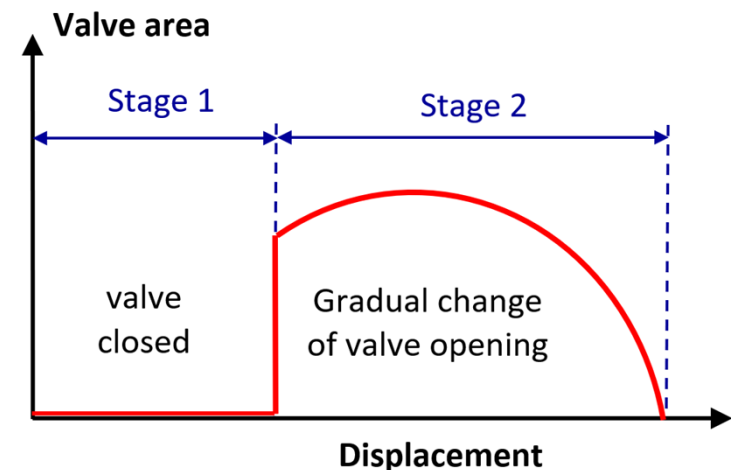 Valve area
Stage 1
Stage 2
valve
closed
Gradual change
of valve opening
Displacement